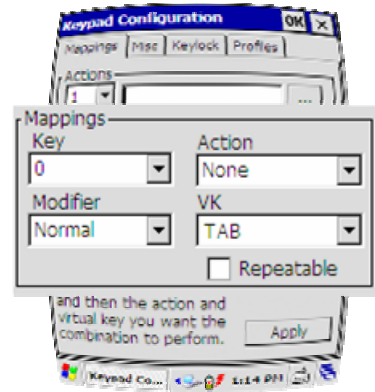 Keypad Configuration OK
Mappings Misc Keylock Profiles
Actions
1 ...
Mappings
Key Action
0 None
Modifier VK
Normal TAB
Repeatable
and then the action and
virtual key you want the
combination to perform. Apply
Keypad Co... 1:14 PM